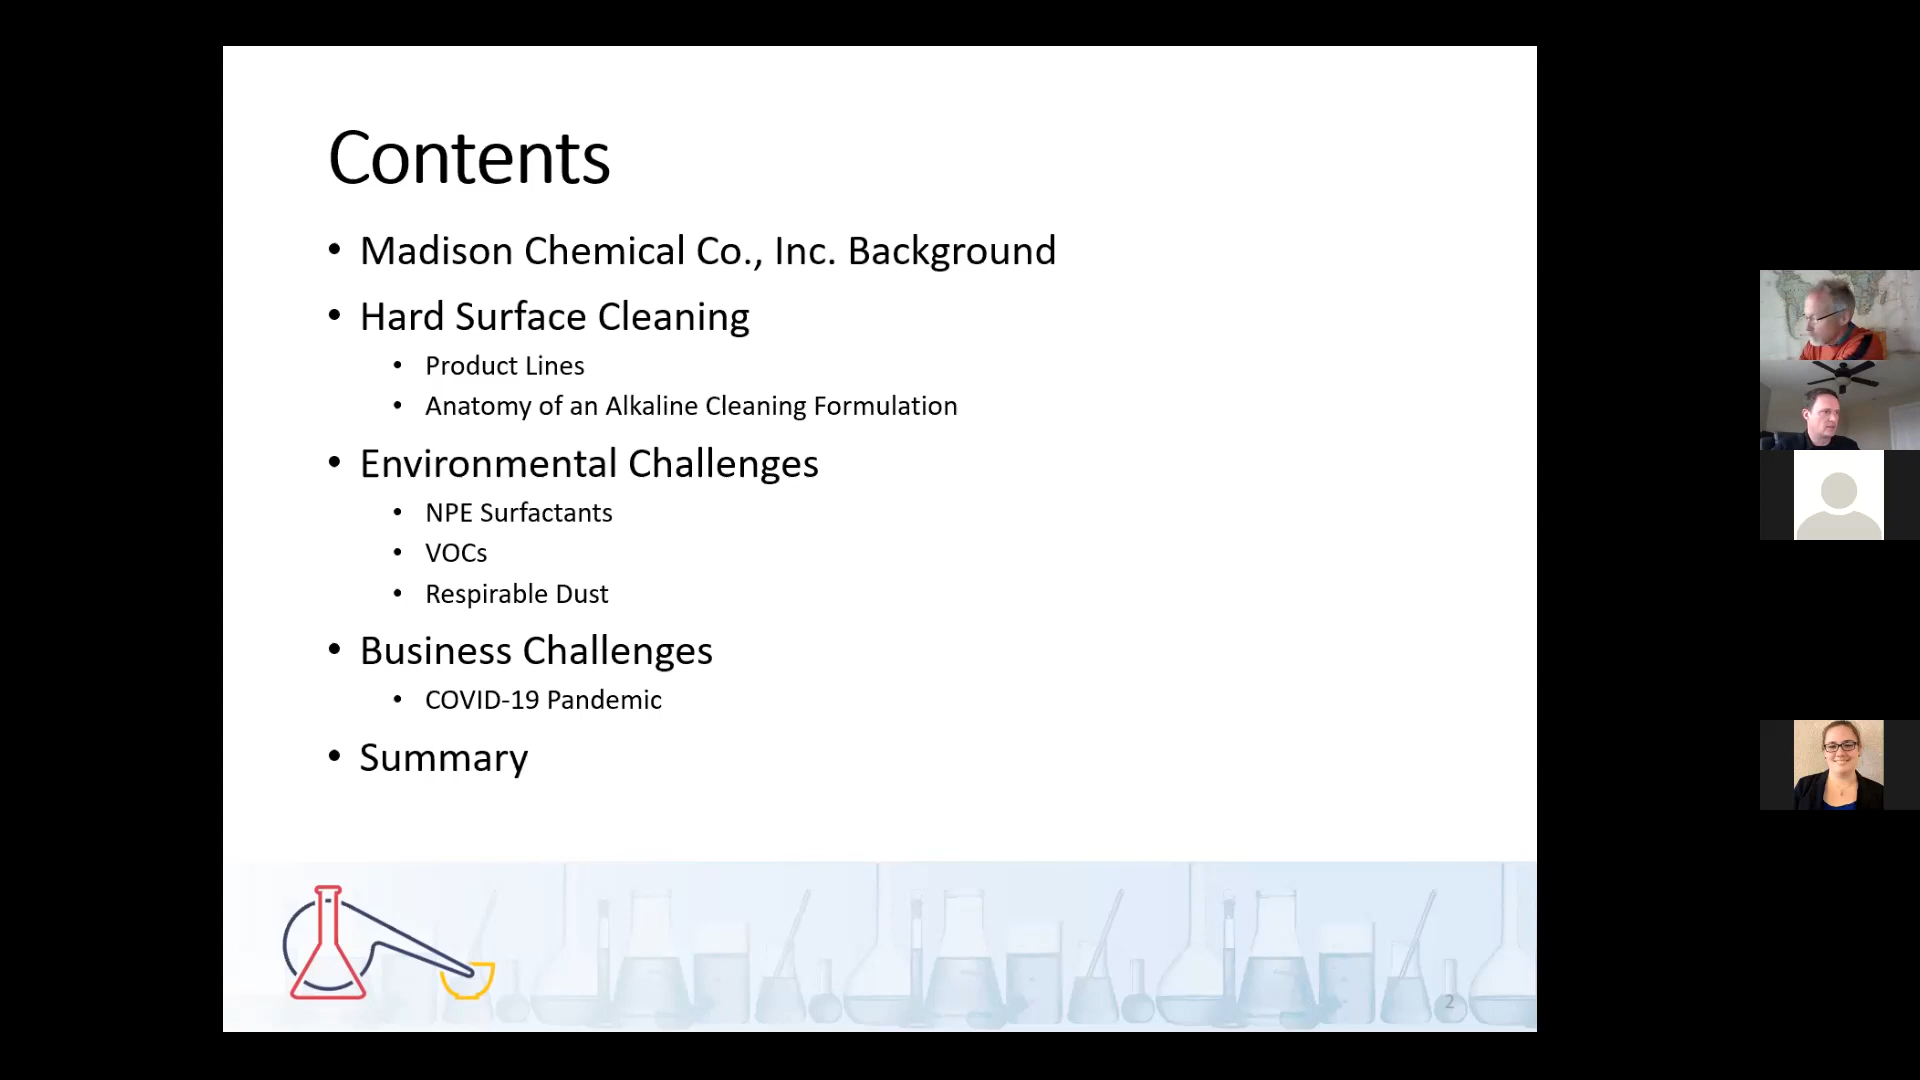 Contents
• Madison Chemical Co., Inc. Background
• Hard Surface Cleaning
• Product Lines
• Anatomy of an Alkaline Cleaning Formulation
• Environmental Challenges
• NPE Surfactants
• VOCs
• Respirable Dust
• Business Challenges
• COVID-19 Pandemic
• Summary
2